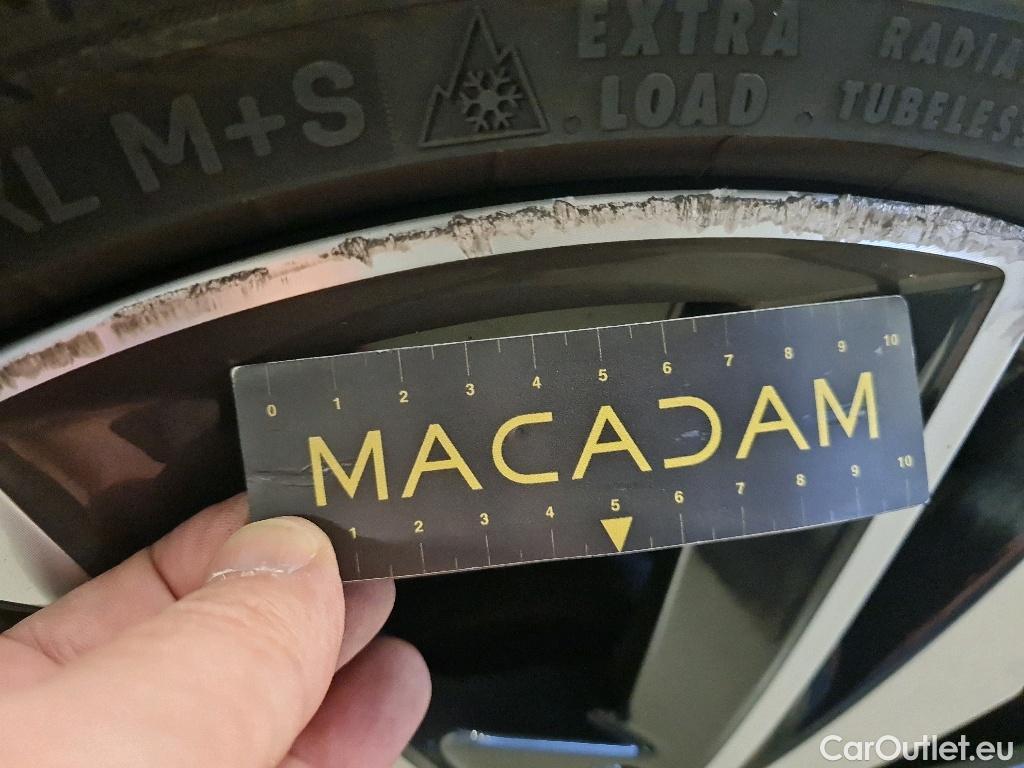 XL M+S
EXTRA
LOAD
RADIA
TUBELESS
0 1 2 3 4 5 6 7 8 9 10
MACADAM
1 2 3 4 5 6 7 8 9 10
CarOutlet.eu